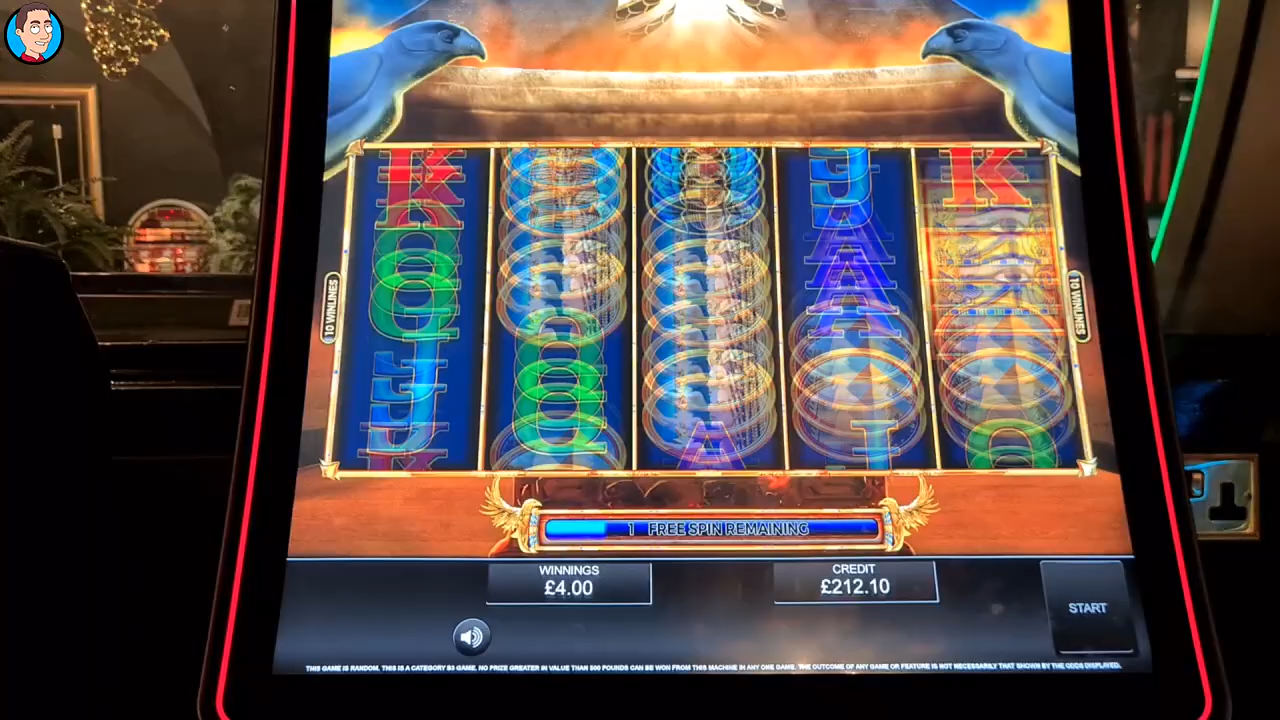 10 WINLINES
10 WINLINES
K K
K
Q J A
Q
J Q A
K A J Q
1 FREE SPIN REMAINING
WINNINGS
£4.00
CREDIT
£212.10
START
THIS GAME IS RANDOM. THIS IS A CATEGORY B3 GAME. NO PRIZE GREATER IN VALUE THAN 500 POUNDS CAN BE WON FROM THIS MACHINE IN ANY ONE GAME. THE OUTCOME OF ANY GAME OR FEATURE IS NOT NECESSARILY THAT SHOWN BY THE ODDS DISPLAYED.